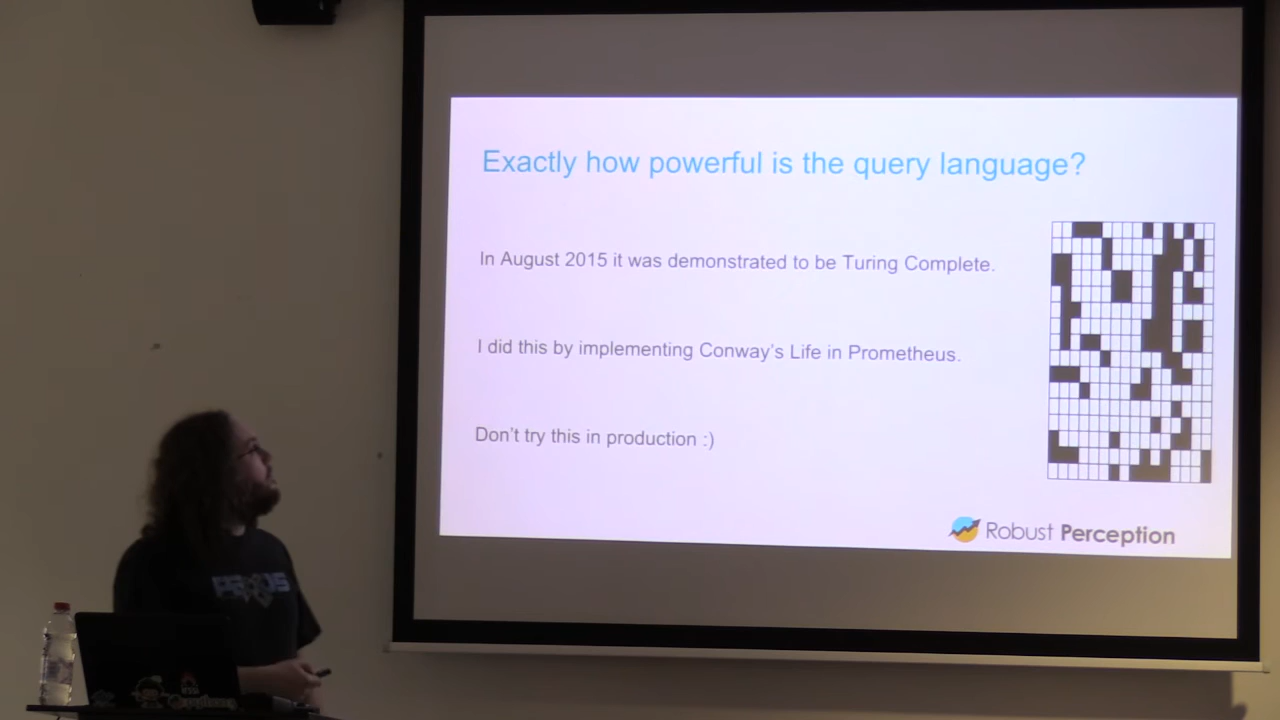 Exactly how powerful is the query language?
In August 2015 it was demonstrated to be Turing Complete.
I did this by implementing Conway's Life in Prometheus.
Don't try this in production :)
Robust Perception